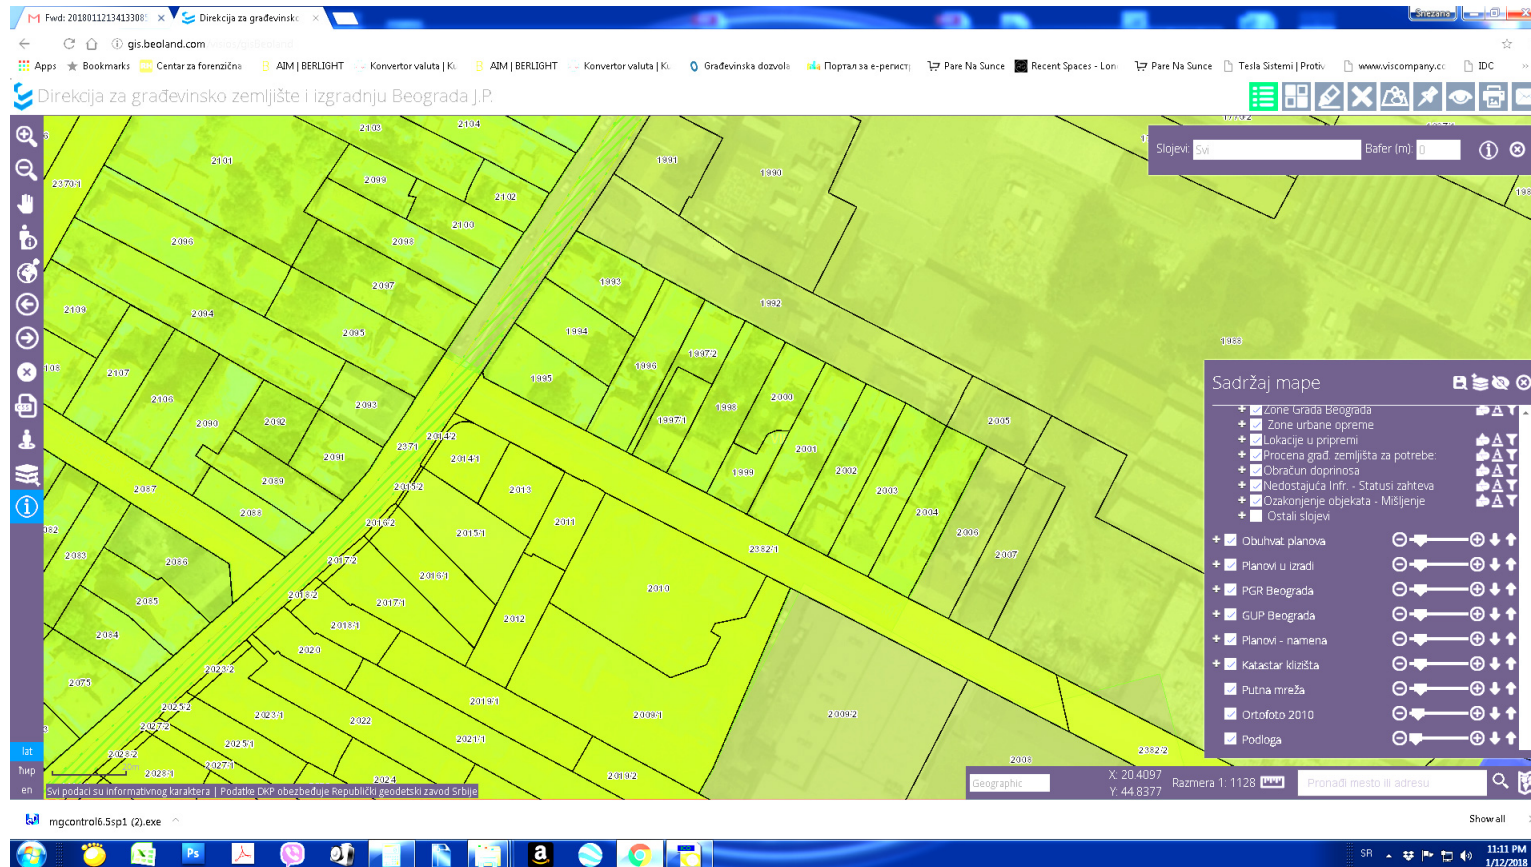 Fwd: 201801121341330
Direkcija za građevinsk
Snezana
gis.beoland.com
Apps
Bookmarks
Centar za forenzična
AIM | BERLIGHT
Konvertor valuta | Ku
AIM | BERLIGHT
Konvertor valuta | Ku
Građevinska dozvola
Портал за е-регист
Pare Na Sunce
Recent Spaces - Lon
Pare Na Sunce
Tesla Sistemi | Protiv
www.viscompany.cc
IDC
Direkcija za građevinsko zemljište i izgradnju Beograda J.P.
Slojevi: Svi
Bafer (m): 0
2103
2104
1770/2
2101
1991
1990
2099
2370/1
2102
2100
2096
2098
1993
2097
2109
2094
1992
2095
1994
1988
1997/2
1996
2107
1995
2106
2000
2093
1998
2092
1997/1
2090
2005
2014/2
2371
2001
2091
2014/1
1999
2002
2089
2015/2
2087
2013
2003
2088
2004
2016/2
2011
2015/1
2006
2083
2382/1
2007
2086
2017/2
2016/1
2010
2018/2
2085
2017/1
2012
2018/1
2084
2020
2023/2
2075
2019/1
2025/2
2023/1
2022
2009/1
2009/2
2027/2
2021/1
2025/1
2028/2
2382/2
2027/1
2008
2028/1
2024
2019/2
Sadržaj mape
Zone Grada Beograda
Zone urbane opreme
Lokacije u pripremi
Procena građ. zemljišta za potrebe:
Obračun doprinosa
Nedostajuća Infr. - Statusi zahteva
Ozakonjenje objekata - Mišljenje
Ostali slojevi
Obuhvat planova
Planovi u izradi
PGR Beograda
GUP Beograda
Planovi - namena
Katastar klizišta
Putna mreža
Ortofoto 2010
Podloga
CSS
lat
ћир
en
Svi podaci su informativnog karaktera | Podatke DKP obezbeđuje Republički geodetski zavod Srbije
Geographic
X: 20.4097
Y: 44.8377
Razmera 1: 1128
Pronađi mesto ili adresu
mgcontrol6.5sp1 (2).exe
Show all
Ps
a
SR
11:11 PM
1/12/2018